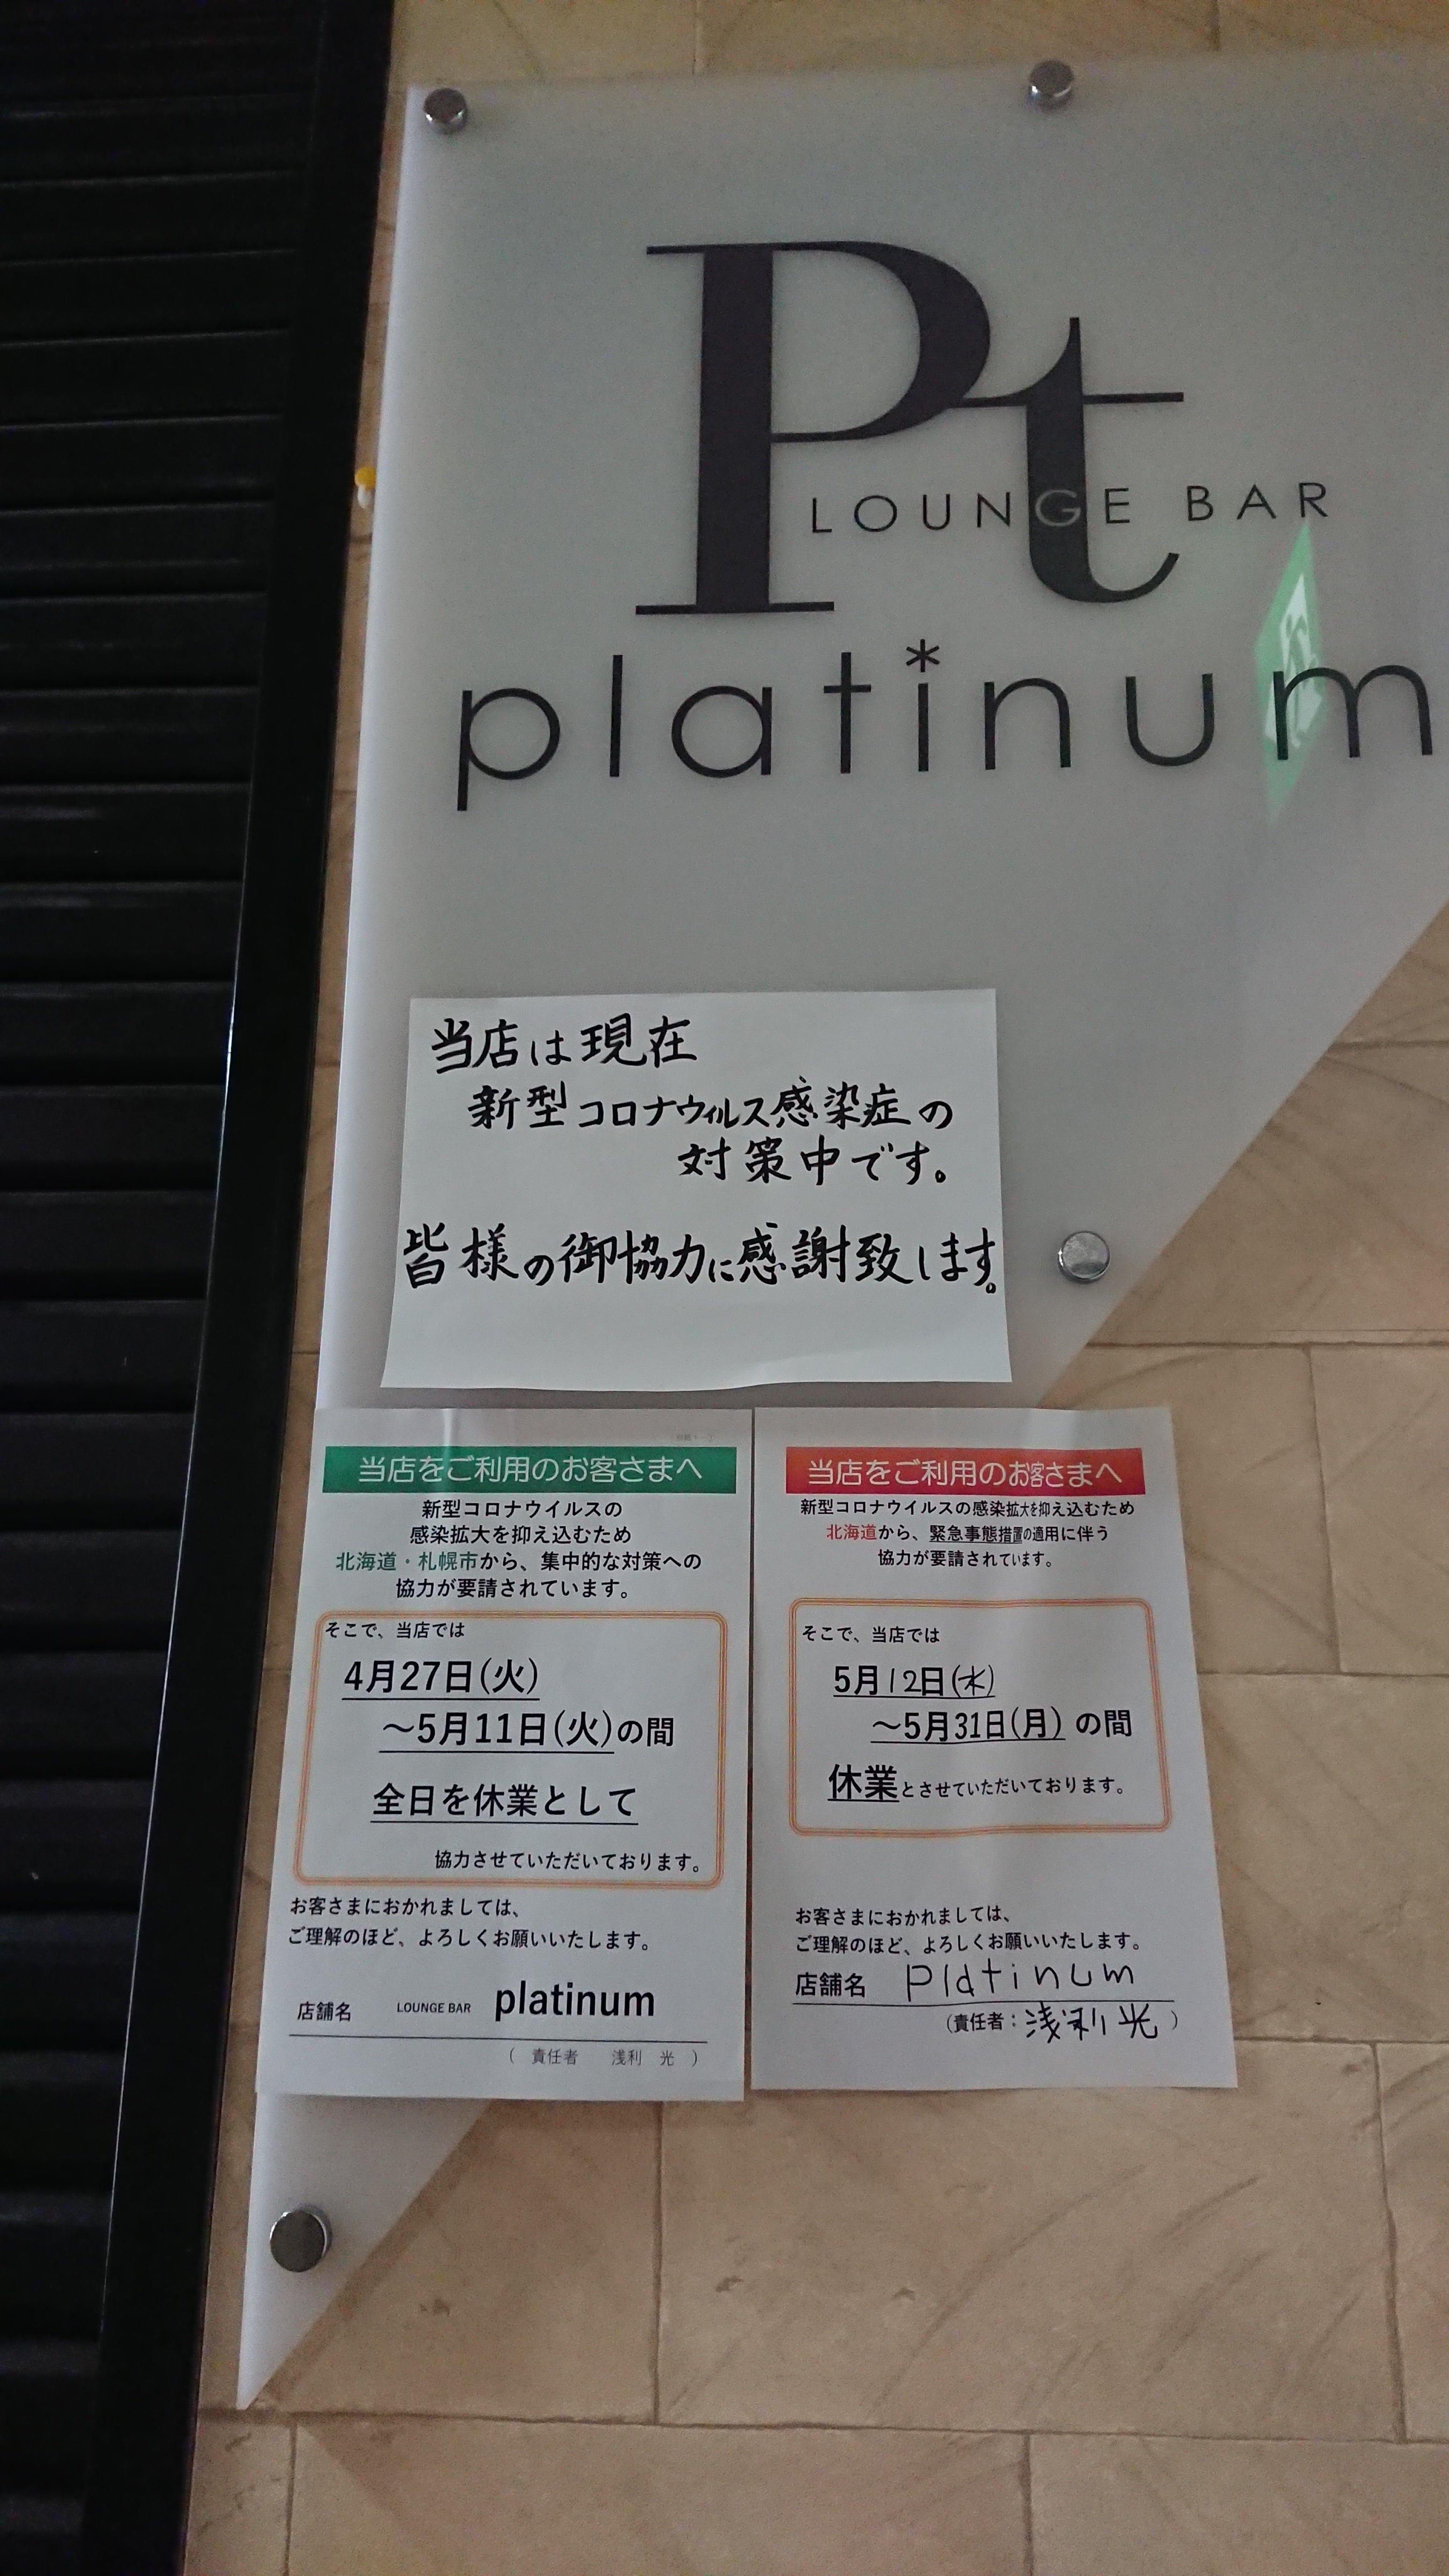 Pt
LOUNGE BAR
platinum
当店は現在
新型コロナウィルス感染症の
対策中です。
皆様の御協力に感謝致します。
当店をご利用のお客さまへ
新型コロナウイルスの
感染拡大を抑え込むため
北海道・札幌市から、集中的な対策への
協力が要請されています。
そこで、当店では
4月27日(火)
～5月11日(火)の間
全日を休業として
協力させていただいております。
お客さまにおかれましては、
ご理解のほど、よろしくお願いいたします。
店舗名 LOUNGE BAR platinum
( 責任者 浅利 光 )
当店をご利用のお客さまへ
新型コロナウイルスの感染拡大を抑え込むため
北海道から、緊急事態措置の適用に伴う
協力が要請されています。
そこで、当店では
5月12日(水)
～5月31日(月)の間
休業とさせていただいております。
お客さまにおかれましては、
ご理解のほど、よろしくお願いいたします。
店舗名 Platinum
(責任者：浅利光)